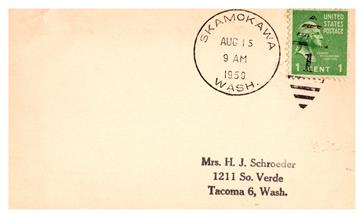 SKAMOKAWA
AUG 15
9 AM
1950
WASH.
UNITED
STATES
POSTAGE
1 CENT 1
Mrs. H. J. Schroeder
1211 So. Verde
Tacoma 6, Wash.